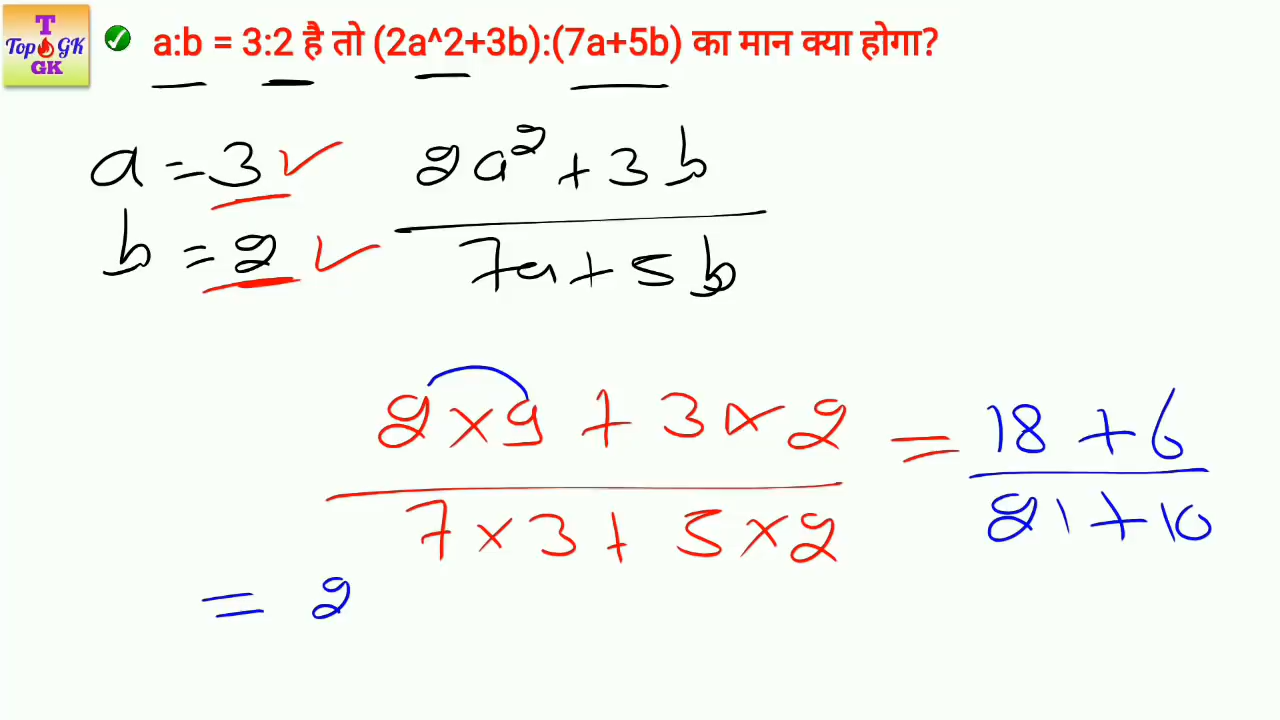 T
Top GK
GK
a:b = 3:2 है तो (2a^2+3b):(7a+5b) का मान क्या होगा?
a = 3 ✓
b = 2 ✓
2a² + 3b
7a + 5b
2 × 9 + 3 × 2
7 × 3 + 5 × 2
= 18 + 6
21 + 10
= 2